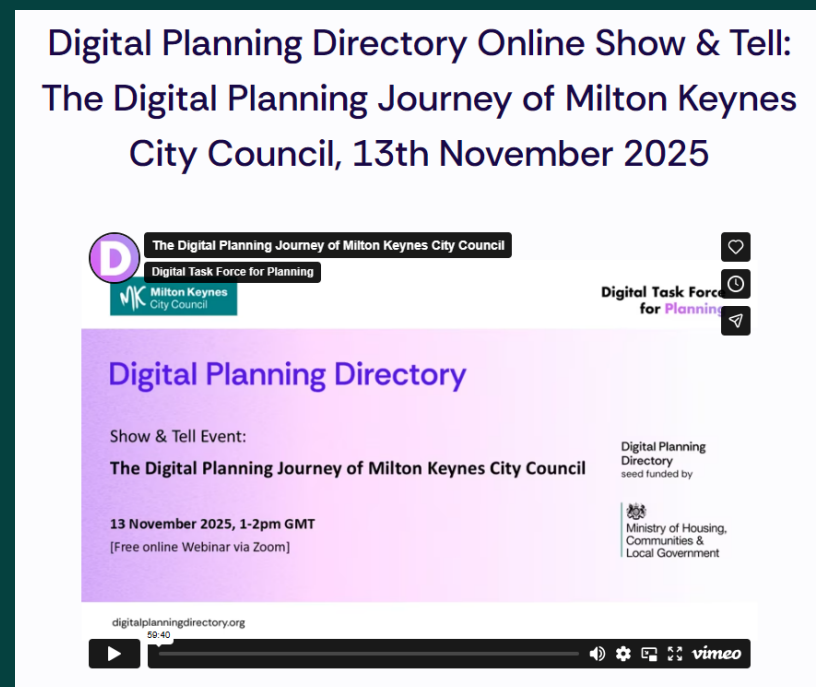 Digital Planning Directory Online Show & Tell:
The Digital Planning Journey of Milton Keynes
City Council, 13th November 2025
D
The Digital Planning Journey of Milton Keynes City Council
Digital Task Force for Planning
MK Milton Keynes
City Council
Digital Task Force
for Planning
Digital Planning Directory
Show & Tell Event:
The Digital Planning Journey of Milton Keynes City Council
13 November 2025, 1-2pm GMT
[Free online Webinar via Zoom]
Digital Planning
Directory
seed funded by
Ministry of Housing,
Communities &
Local Government
digitalplanningdirectory.org
59:40
vimeo